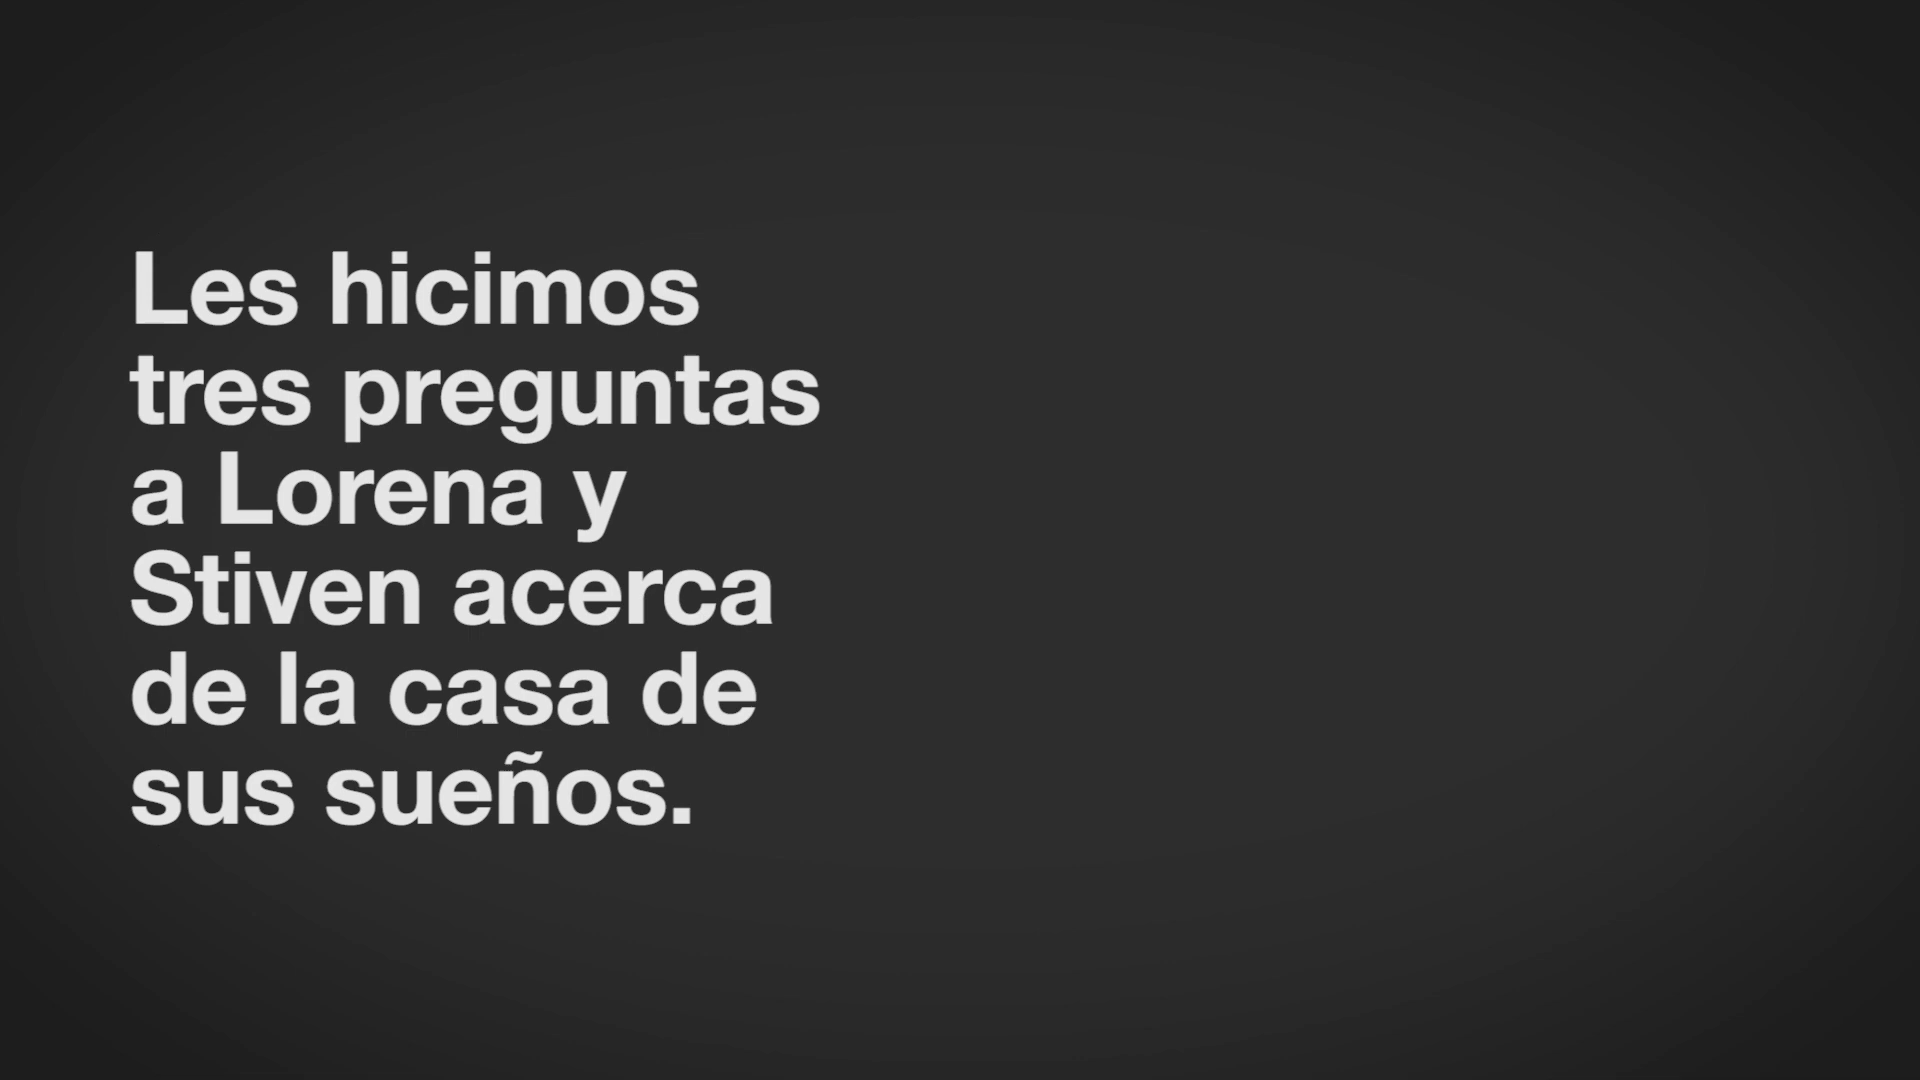 Les hicimos
tres preguntas
a Lorena y
Stiven acerca
de la casa de
sus sueños.